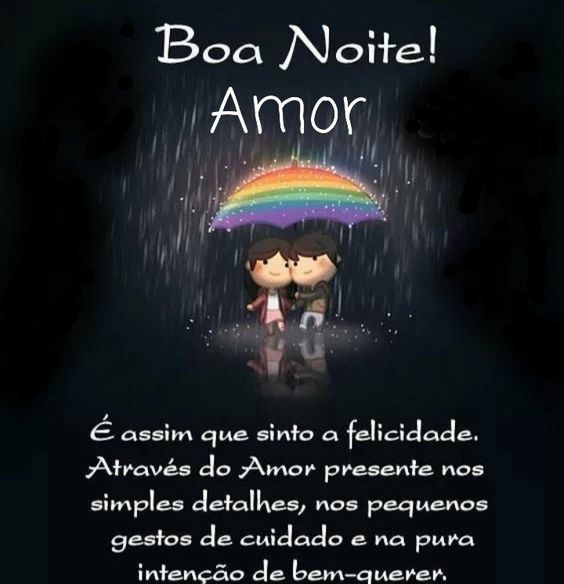 Boa Noite!
Amor
É assim que sinto a felicidade.
Através do Amor presente nos
simples detalhes, nos pequenos
gestos de cuidado e na pura
intenção de bem-querer.